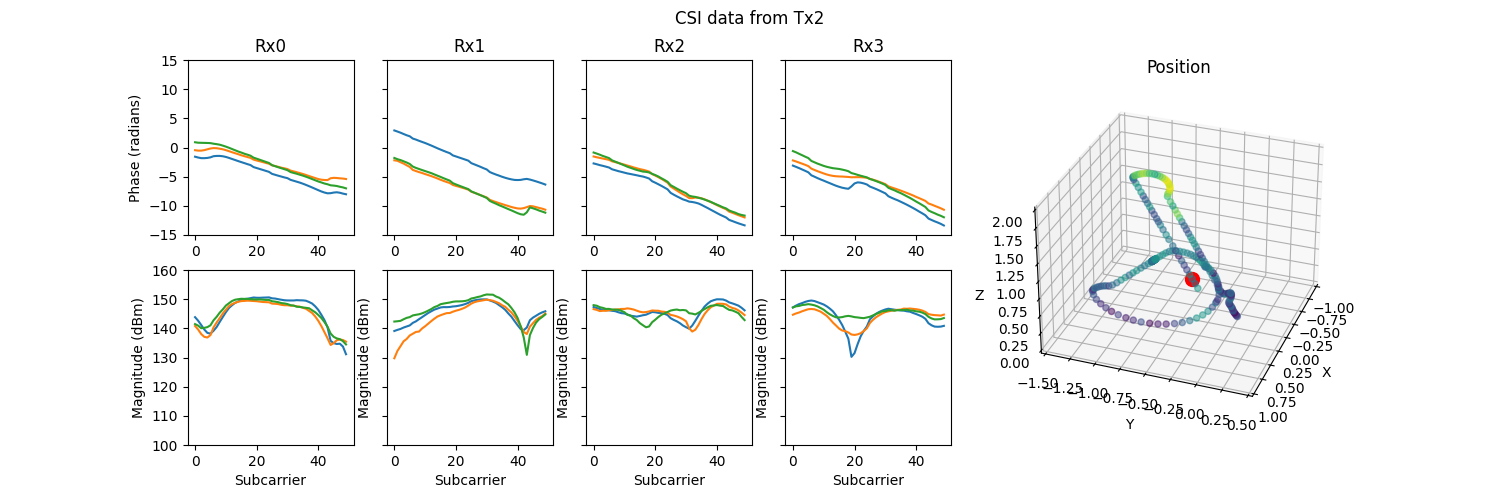 CSI data from Tx2
Rx0 Rx1 Rx2 Rx3
Position
Phase (radians)
15
10
5
0
−5
−10
−15
0 20 40
0 20 40
0 20 40
0 20 40
Magnitude (dBm)
160
150
140
130
120
110
100
0 20 40
Subcarrier
Magnitude (dBm)
0 20 40
Subcarrier
Magnitude (dBm)
0 20 40
Subcarrier
Magnitude (dBm)
0 20 40
Subcarrier
Z
2.00
1.75
1.50
1.25
1.00
0.75
0.50
0.25
0.00
−1.50
−1.25
−1.00
−0.75
−0.50
−0.25
0.00
0.25
0.50
Y
−1.00
−0.75
−0.50
−0.25
0.00
0.25
0.50
0.75
1.00
X